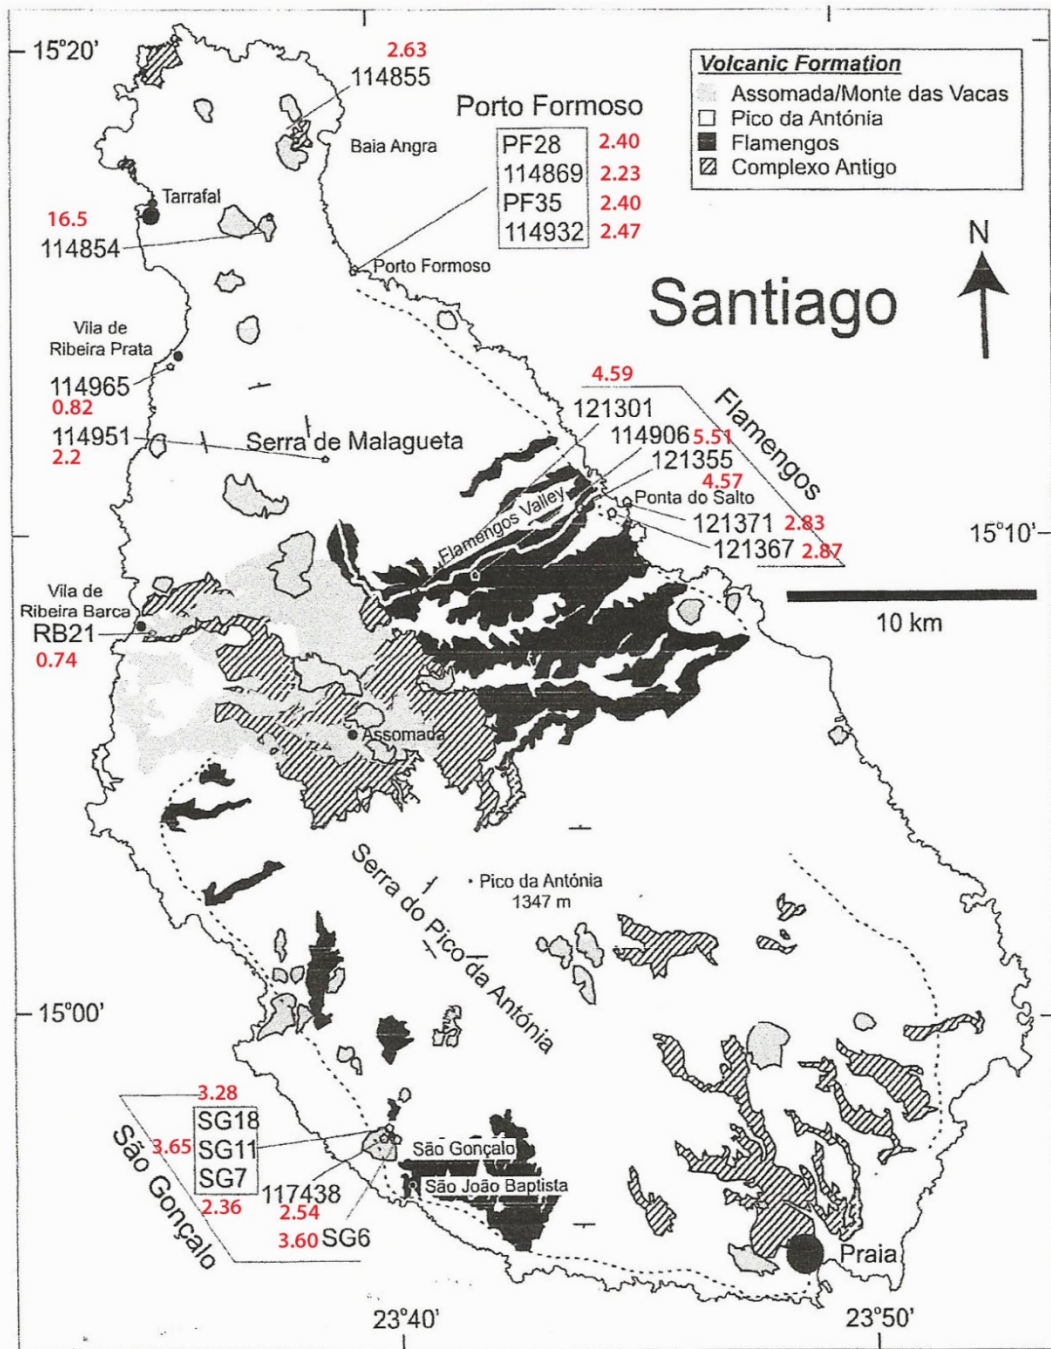 15°20'
2.63
114855
Volcanic Formation
Assomada/Monte das Vacas
Pico da Antónia
Flamengos
Complexo Antigo
Porto Formoso
PF28 2.40
114869 2.23
PF35 2.40
114932 2.47
Baia Angra
Tarrafal
16.5
114854
Porto Formoso
N
Santiago
Vila de
Ribeira Prata
114965
0.82
114951
2.2
Serra de Malagueta
4.59
Flamengos
121301
114906 5.51
121355
4.57
Ponta do Salto
121371 2.83
121367 2.87
Flamengos Valley
15°10'
10 km
Vila de
Ribeira Barca
RB21
0.74
Assomada
Serra do Pico da Antónia
Pico da Antónia
1347 m
15°00'
3.28
SG18
3.65 SG11
SG7
2.36
São Gonçalo
117438
2.54
3.60 SG6
São Gonçalo
São João Baptista
Praia
23°40'
23°50'